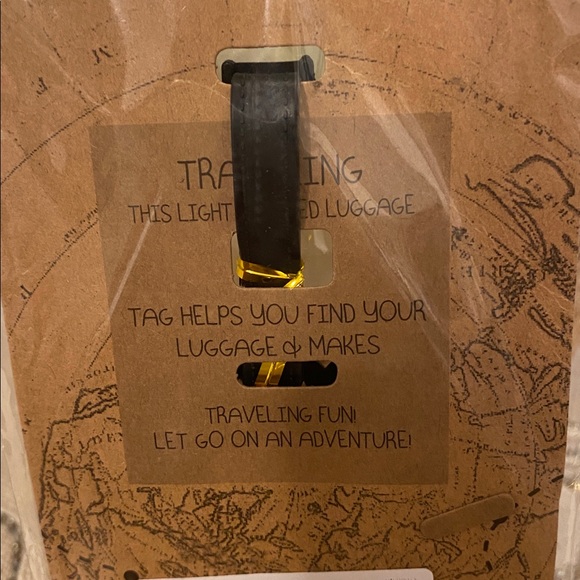 TRA ING
THIS LIGHT ED LUGGAGE
TAG HELPS YOU FIND YOUR
LUGGAGE & MAKES
TRAVELING FUN!
LET GO ON AN ADVENTURE!